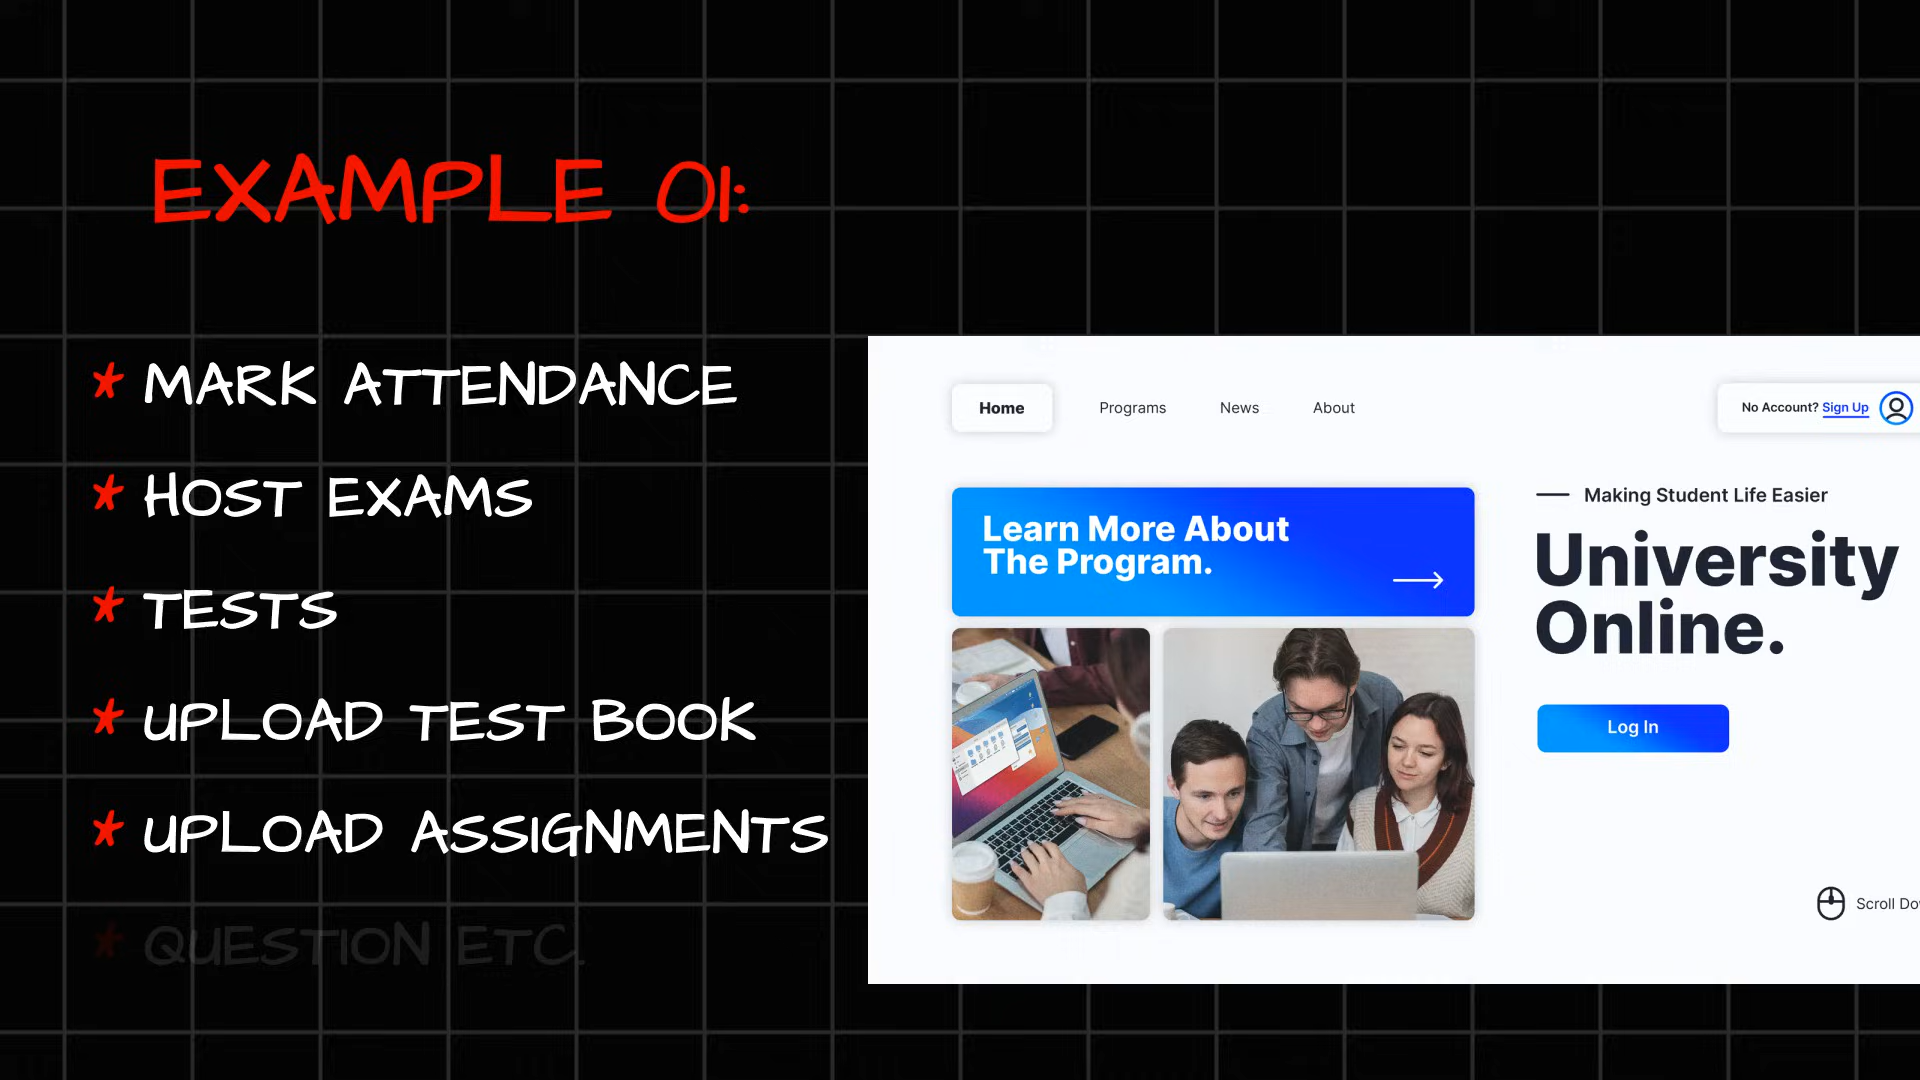 EXAMPLE 01:
* MARK ATTENDANCE
* HOST EXAMS
* TESTS
* UPLOAD TEST BOOK
* UPLOAD ASSIGNMENTS
* QUESTION ETC.
Home Programs News About
No Account? Sign Up
Learn More About
The Program.
Making Student Life Easier
University
Online.
Log In
Scroll